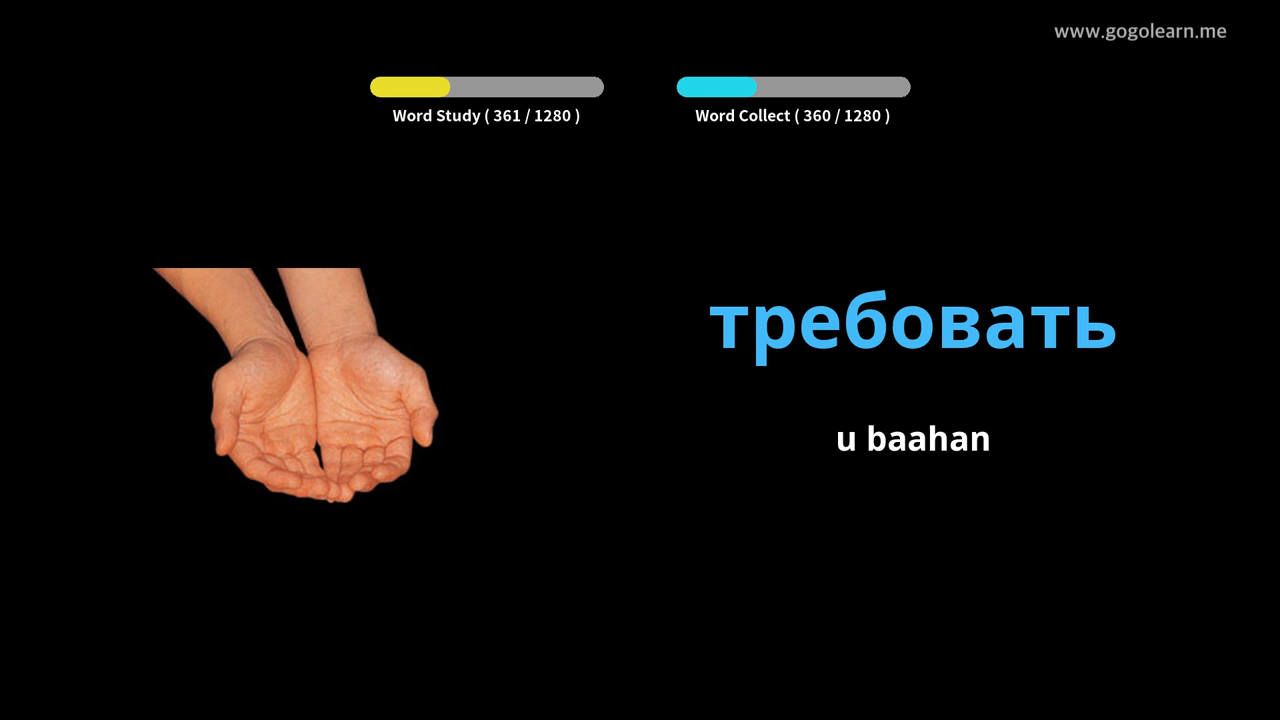 www.gogolearn.me
Word Study ( 361 / 1280 )
Word Collect ( 360 / 1280 )
требовать
u baahan